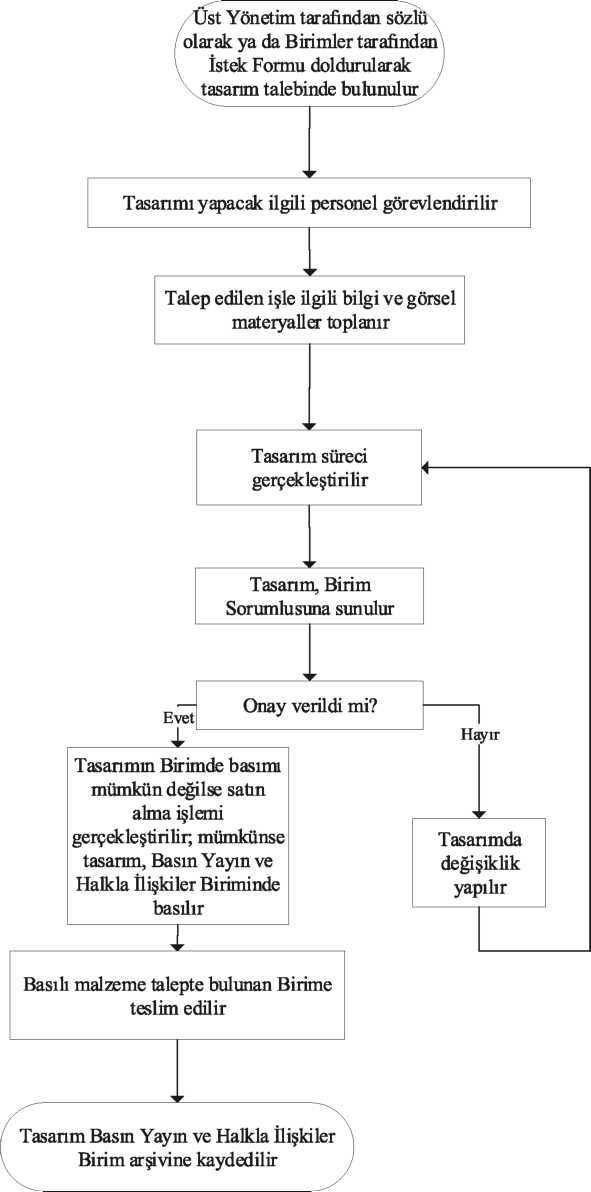 Üst Yönetim tarafından sözlü
olarak ya da Birimler tarafından
İstek Formu doldurularak
tasarım talebinde bulunulur
Tasarımı yapacak ilgili personel görevlendirilir
Talep edilen işle ilgili bilgi ve görsel
materyaller toplanır
Tasarım süreci
gerçekleştirilir
Tasarım, Birim
Sorumlusuna sunulur
Onay verildi mi?
Evet
Hayır
Tasarımın Birimde basımı
mümkün değilse satın
alma işlemi
gerçekleştirilir; mümkünse
tasarım, Basın Yayın ve
Halkla İlişkiler Biriminde
basılır
Tasarımda
değişiklik
yapılır
Basılı malzeme talepte bulunan Birime
teslim edilir
Tasarım Basın Yayın ve Halkla İlişkiler
Birim arşivine kaydedilir